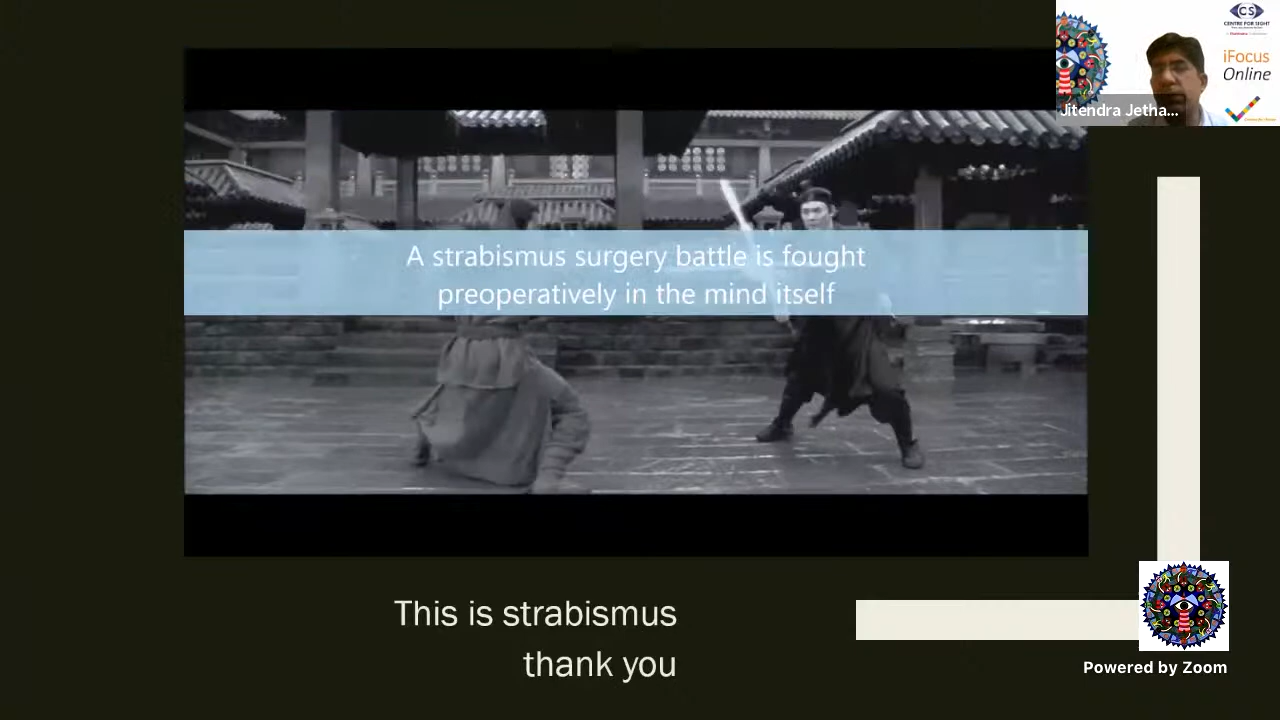 CS
CENTRE FOR SIGHT
iFocus
Online
Jitendra Jetha...
A strabismus surgery battle is fought
preoperatively in the mind itself
This is strabismus
thank you
Powered by Zoom